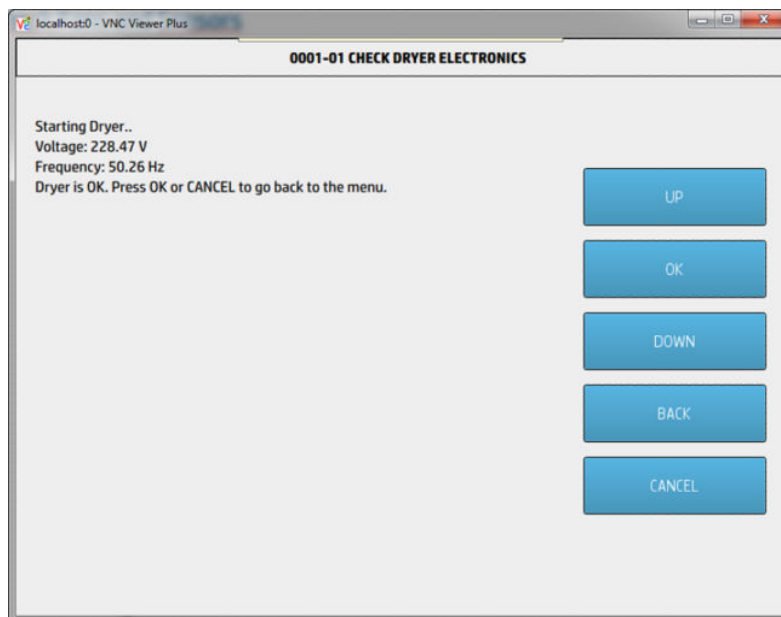 localhost:0 - VNC Viewer Plus
0001-01 CHECK DRYER ELECTRONICS
Starting Dryer..
Voltage: 228.47 V
Frequency: 50.26 Hz
Dryer is OK. Press OK or CANCEL to go back to the menu.
UP
OK
DOWN
BACK
CANCEL